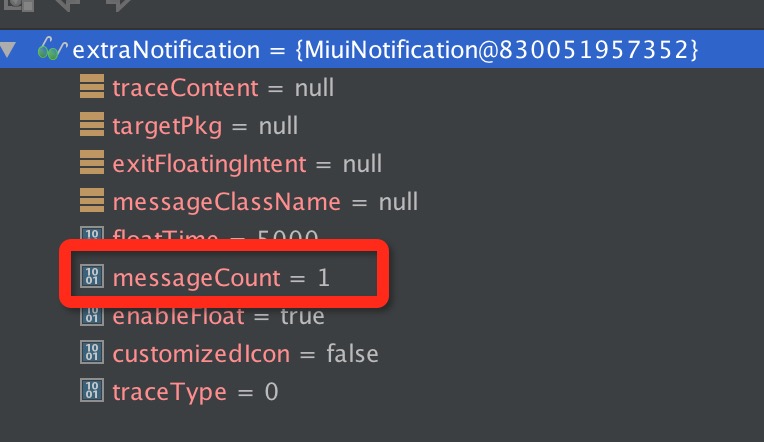 extraNotification = {MiuiNotification@830051957352}
traceContent = null
targetPkg = null
exitFloatingIntent = null
messageClassName = null
floatTime = 5000
messageCount = 1
enableFloat = true
customizedIcon = false
traceType = 0